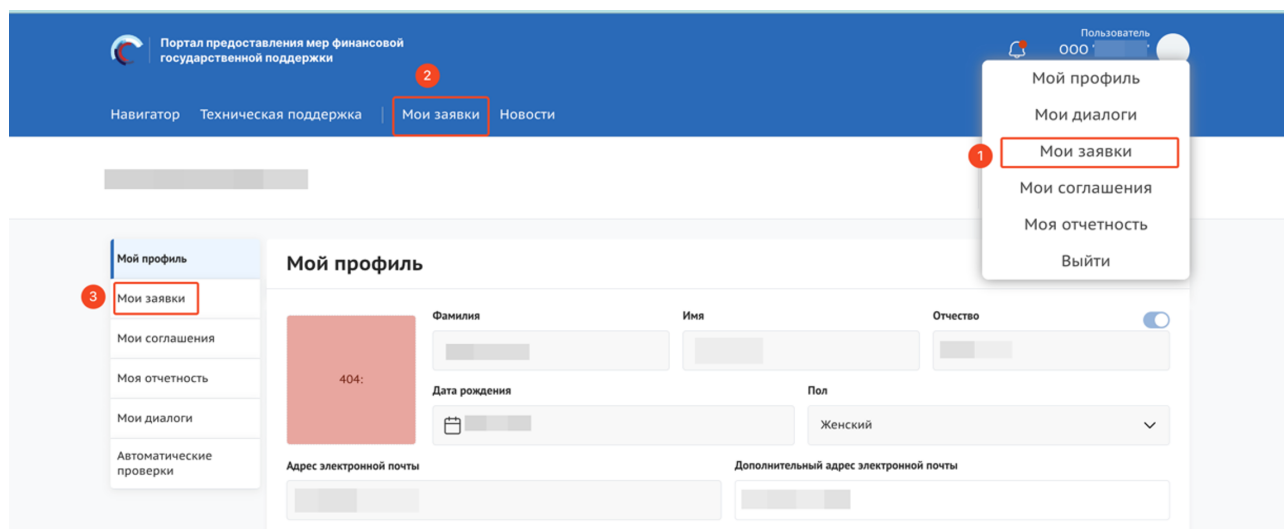 Портал предоставления мер финансовой
государственной поддержки
Пользователь
ООО '
2
Навигатор Техническая поддержка | Мои заявки Новости
Мой профиль
Мои диалоги
1 Мои заявки
Мои соглашения
Моя отчетность
Выйти
Мой профиль
3 Мои заявки
Мои соглашения
Моя отчетность
Мои диалоги
Автоматические
проверки
Мой профиль
404:
Фамилия Имя Отчество
Дата рождения Пол
Женский
Адрес электронной почты Дополнительный адрес электронной почты